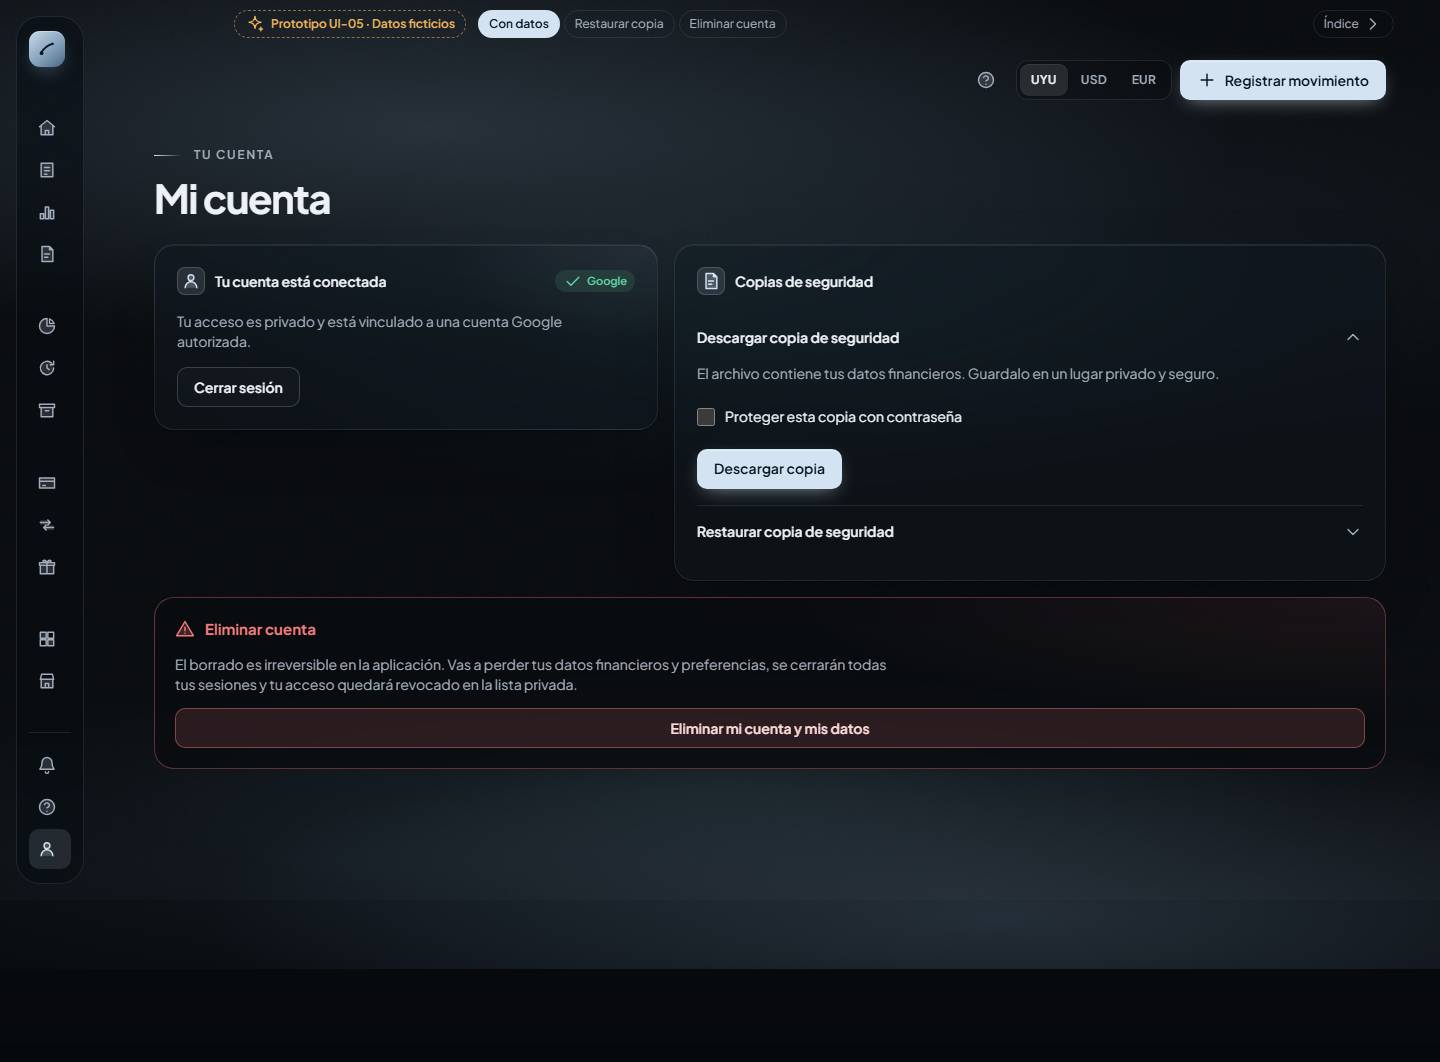 Prototipo UI-05 · Datos ficticios
Con datos
Restaurar copia
Eliminar cuenta
Índice
UYU
USD
EUR
Registrar movimiento
TU CUENTA
Mi cuenta
Tu cuenta está conectada
Google
Tu acceso es privado y está vinculado a una cuenta Google
autorizada.
Cerrar sesión
Copias de seguridad
Descargar copia de seguridad
El archivo contiene tus datos financieros. Guardalo en un lugar privado y seguro.
Proteger esta copia con contraseña
Descargar copia
Restaurar copia de seguridad
Eliminar cuenta
El borrado es irreversible en la aplicación. Vas a perder tus datos financieros y preferencias, se cerrarán todas
tus sesiones y tu acceso quedará revocado en la lista privada.
Eliminar mi cuenta y mis datos